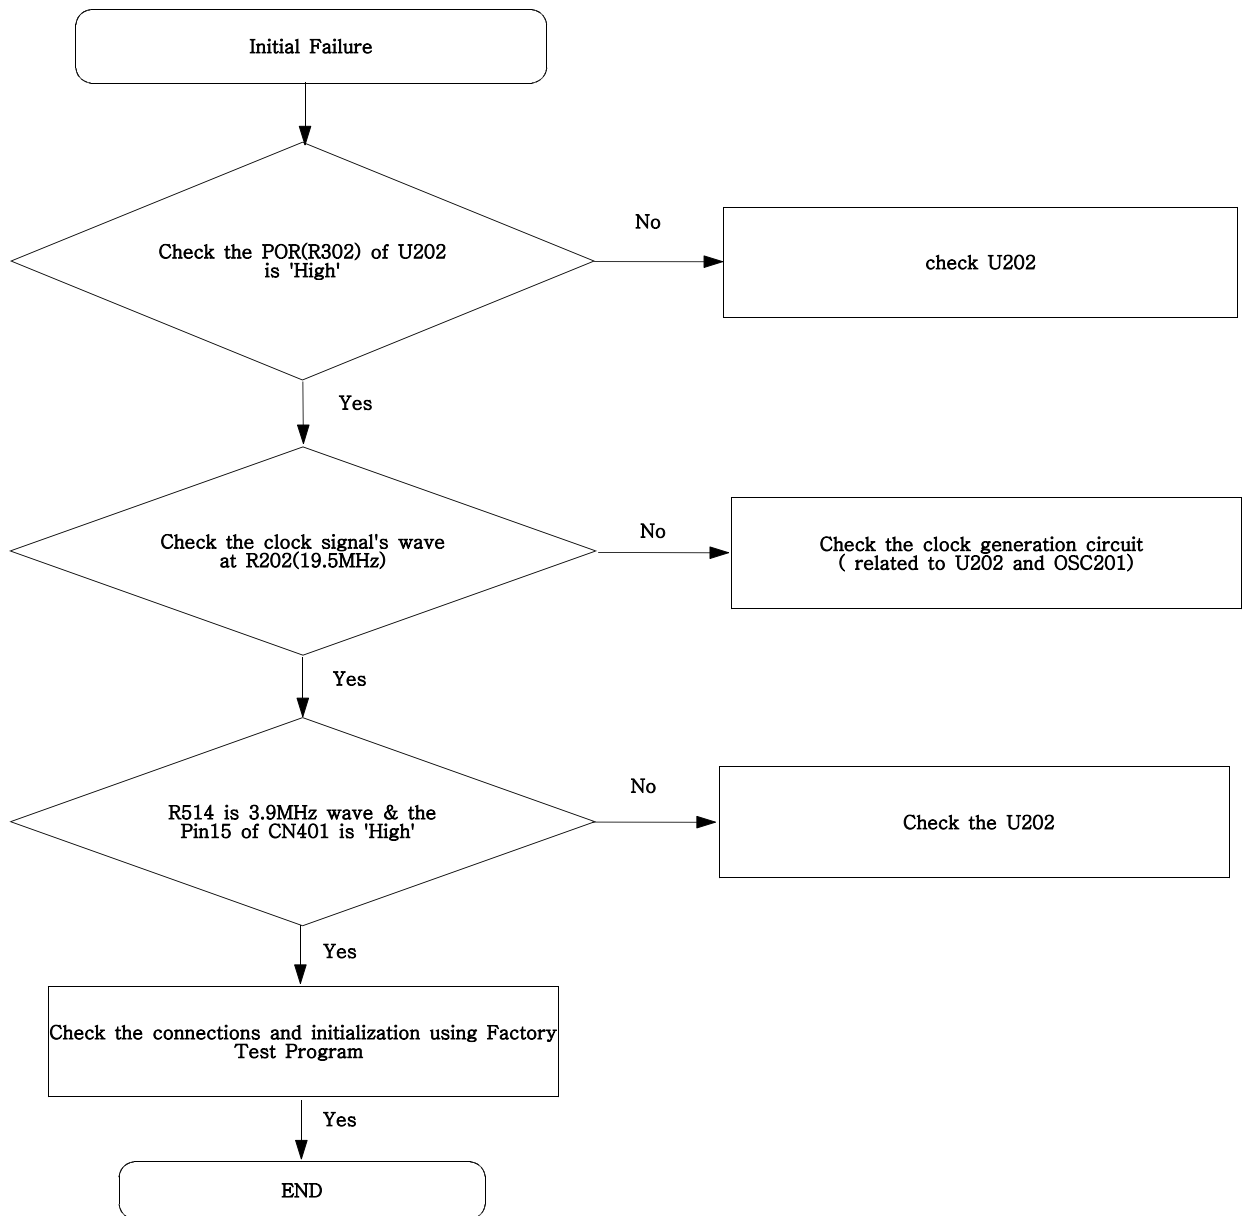 Initial Failure
Check the POR(R302) of U202
is 'High'
No
check U202
Yes
Check the clock signal's wave
at R202(19.5MHz)
No
Check the clock generation circuit
( related to U202 and OSC201)
Yes
R514 is 3.9MHz wave & the
Pin15 of CN401 is 'High'
No
Check the U202
Yes
Check the connections and initialization using Factory
Test Program
Yes
END